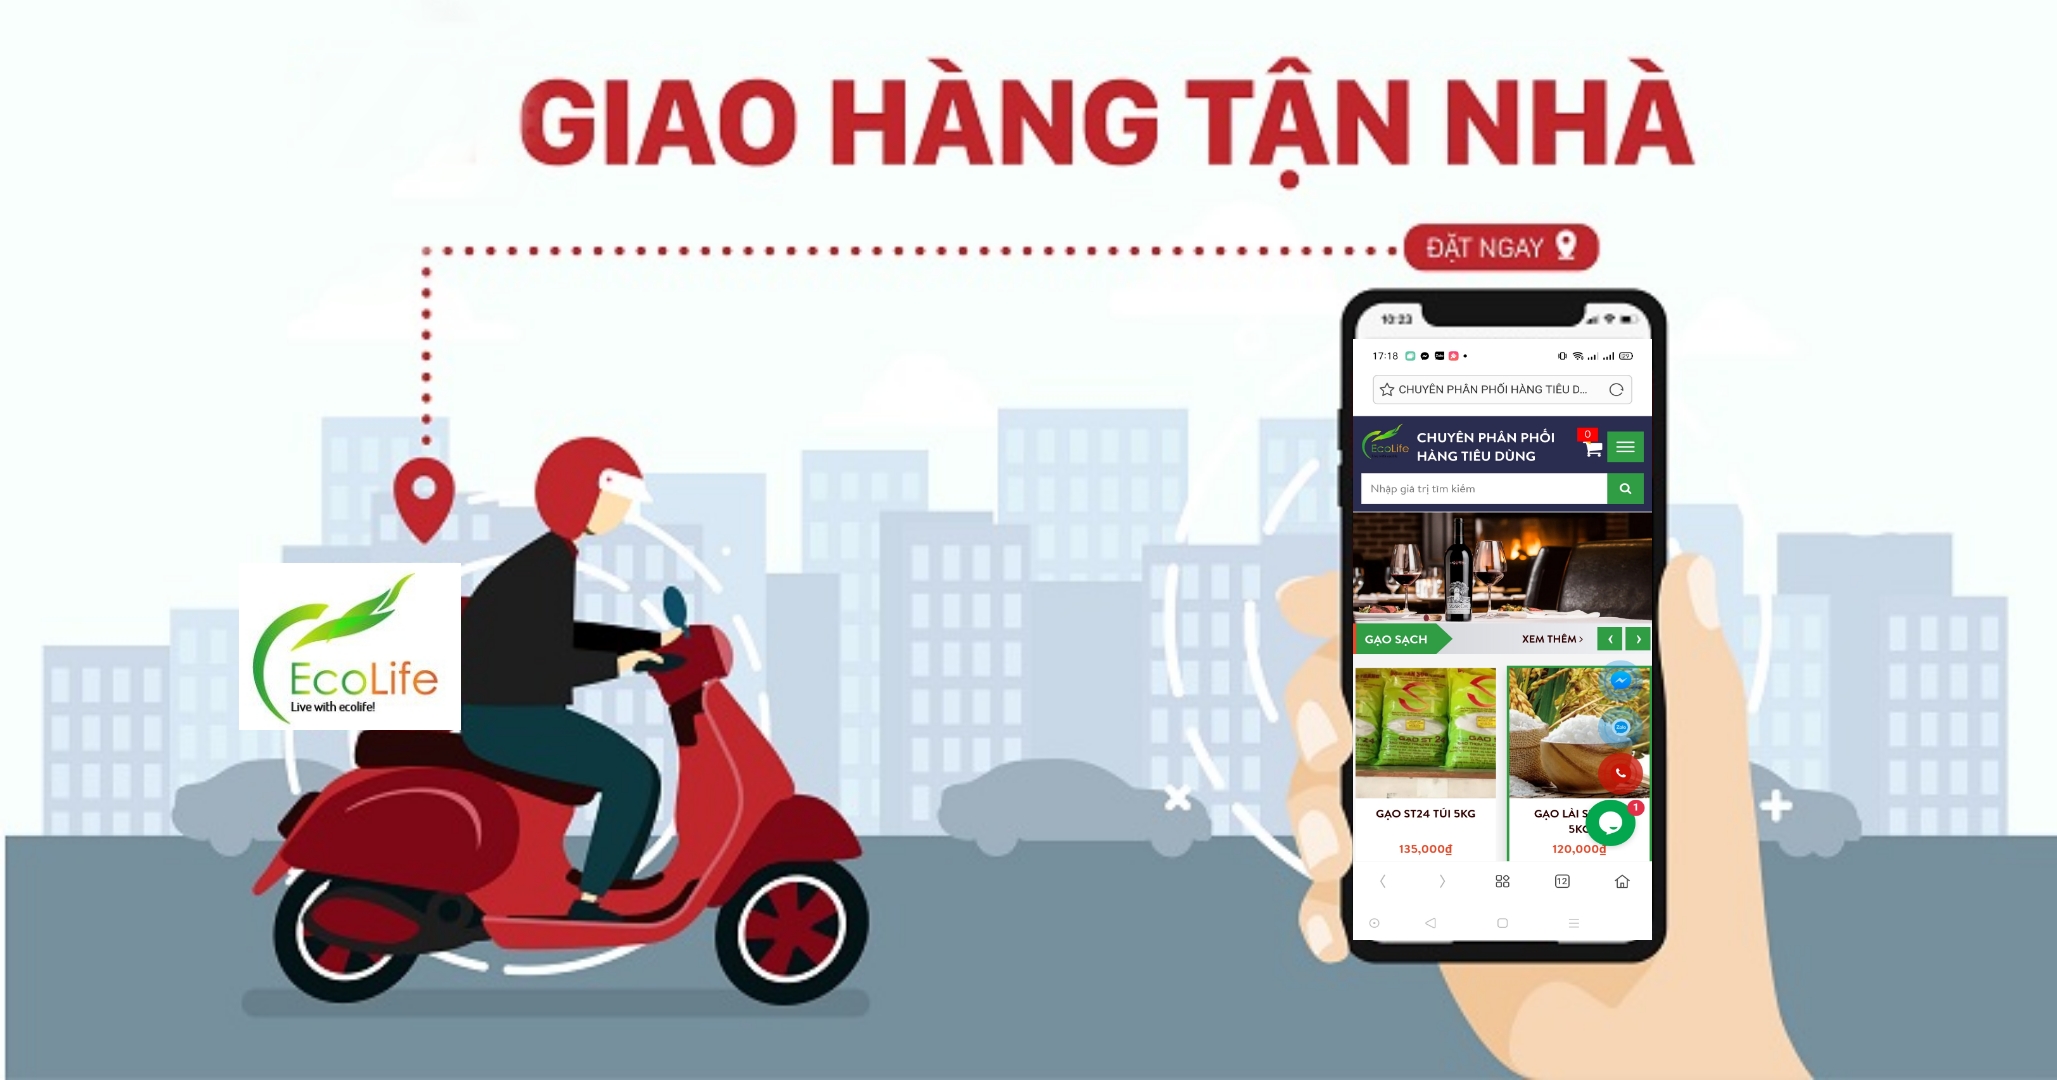 GIAO HÀNG TẬN NHÀ
ĐẶT NGAY
10:23
17:18
CHUYÊN PHÂN PHỐI HÀNG TIÊU D...
EcoLife
CHUYÊN PHÂN PHỐI
HÀNG TIÊU DÙNG
0
Nhập giá trị tìm kiếm
GẠO SẠCH
XEM THÊM ›
GẠO ST24 TÚI 5KG
135,000₫
GẠO LÀI S
5KG
120,000₫
Zalo
1
12
EcoLife
Live with ecolife!